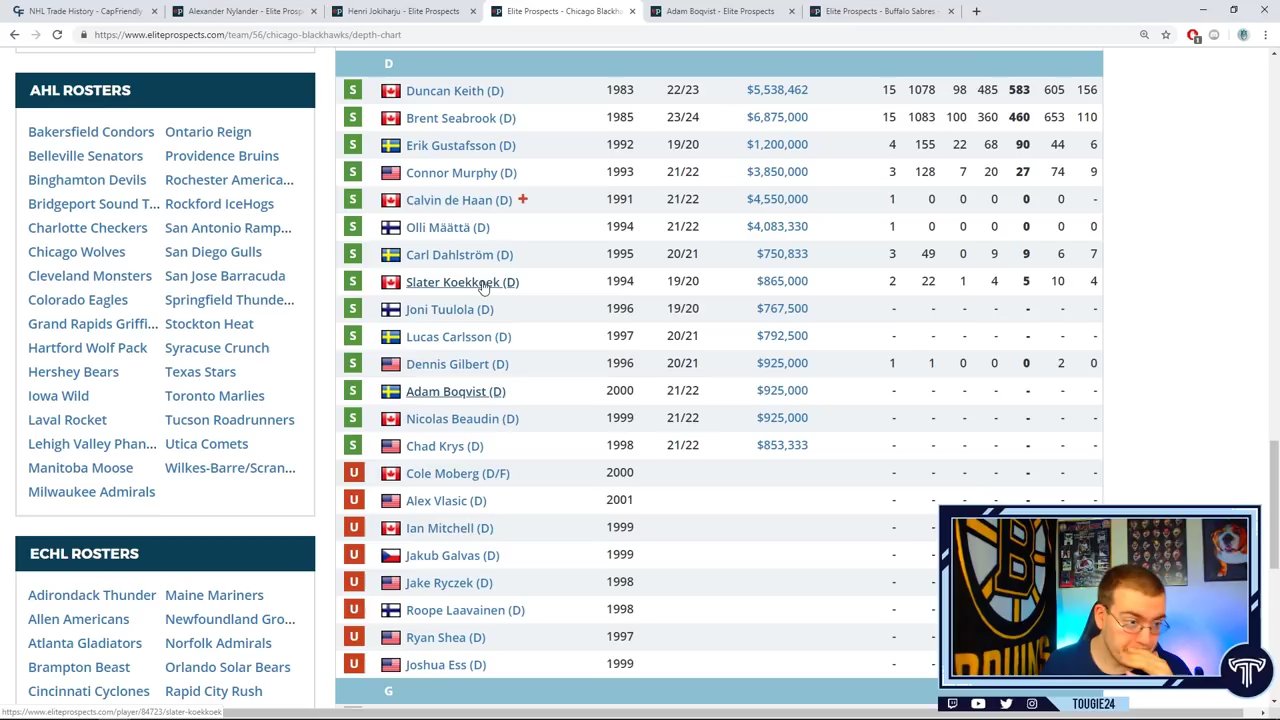 NHL Trade History - CapFriendly
Alexander Nylander - Elite Prosp
Henri Jokiharju - Elite Prospects
Elite Prospects - Chicago Blackh
Adam Boqvist - Elite Prospects
Elite Prospects - Buffalo Sabres -
https://www.eliteprospects.com/team/56/chicago-blackhawks/depth-chart
1
AHL ROSTERS
Bakersfield Condors Ontario Reign
Belleville Senators Providence Bruins
Binghamton Devils Rochester America...
Bridgeport Sound T... Rockford IceHogs
Charlotte Checkers San Antonio Ramp...
Chicago Wolves San Diego Gulls
Cleveland Monsters San Jose Barracuda
Colorado Eagles Springfield Thunde...
Grand Rapids Griffi... Stockton Heat
Hartford Wolf Pack Syracuse Crunch
Hershey Bears Texas Stars
Iowa Wild Toronto Marlies
Laval Rocket Tucson Roadrunners
Lehigh Valley Phan... Utica Comets
Manitoba Moose Wilkes-Barre/Scran...
Milwaukee Admirals
ECHL ROSTERS
Adirondack Thunder Maine Mariners
Allen Americans Newfoundland Gro...
Atlanta Gladiators Norfolk Admirals
Brampton Beast Orlando Solar Bears
Cincinnati Cyclones Rapid City Rush
D
S Duncan Keith (D) 1983 22/23 $5,538,462 15 1078 98 485 583 605 156
S Brent Seabrook (D) 1985 23/24 $6,875,000 15 1083 100 360 460 653 110
S Erik Gustafsson (D) 1992 19/20 $1,200,000 4 155 22 68 90 44 6
S Connor Murphy (D) 1993 21/22 $3,850,000 3 128 7 20 27 74 9
S Calvin de Haan (D) 1991 21/22 $4,550,000 1 0 0 0 0 0 -
S Olli Määttä (D) 1994 21/22 $4,083,330 1 0 0 0 0 0 0
S Carl Dahlström (D) 1995 20/21 $750,833 3 49 0 9 9 6 7
S Slater Koekkoek (D) 1994 19/20 $865,000 2 22 1 4 5 10 4
S Joni Tuulola (D) 1996 19/20 $767,500 - - - - - - -
S Lucas Carlsson (D) 1997 20/21 $792,500 - - - - - - -
S Dennis Gilbert (D) 1996 20/21 $925,000 1 1 0 0 0 2 0
S Adam Boqvist (D) 2000 21/22 $925,000 - - - - - - -
S Nicolas Beaudin (D) 1999 21/22 $925,000 - - - - - - -
S Chad Krys (D) 1998 21/22 $853,333 - - - - - - -
U Cole Moberg (D/F) 2000 - - - - - - -
U Alex Vlasic (D) 2001 - - - - - - -
U Ian Mitchell (D) 1999 - -
U Jakub Galvas (D) 1999 - -
U Jake Ryczek (D) 1998 - -
U Roope Laavainen (D) 1998 - -
U Ryan Shea (D) 1997 - -
U Joshua Ess (D) 1999 - -
G
https://www.eliteprospects.com/player/84723/slater-koekkoek
B
TOUGIE24